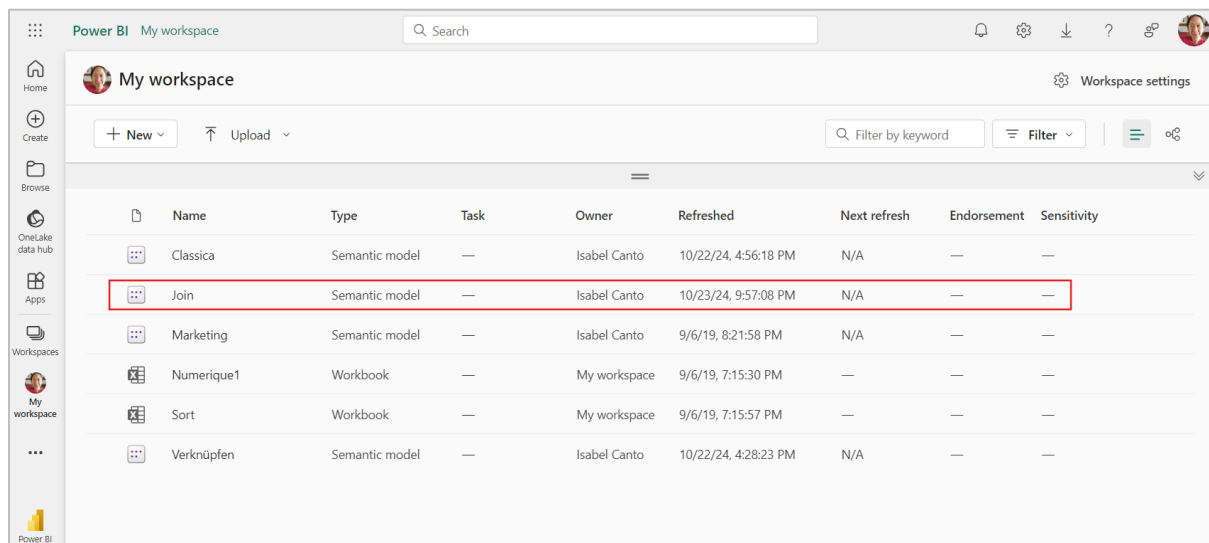 Power BI My workspace
Search
Home
Create
Browse
OneLake
data hub
Apps
Workspaces
My
workspace
Power BI
My workspace
Workspace settings
New
Upload
Filter by keyword
Filter
Name Type Task Owner Refreshed Next refresh Endorsement Sensitivity
Classica Semantic model — Isabel Canto 10/22/24, 4:56:18 PM N/A — —
Join Semantic model — Isabel Canto 10/23/24, 9:57:08 PM N/A — —
Marketing Semantic model — Isabel Canto 9/6/19, 8:21:58 PM N/A — —
Numerique1 Workbook — My workspace 9/6/19, 7:15:30 PM — — —
Sort Workbook — My workspace 9/6/19, 7:15:57 PM — — —
Verknüpfen Semantic model — Isabel Canto 10/22/24, 4:28:23 PM N/A — —